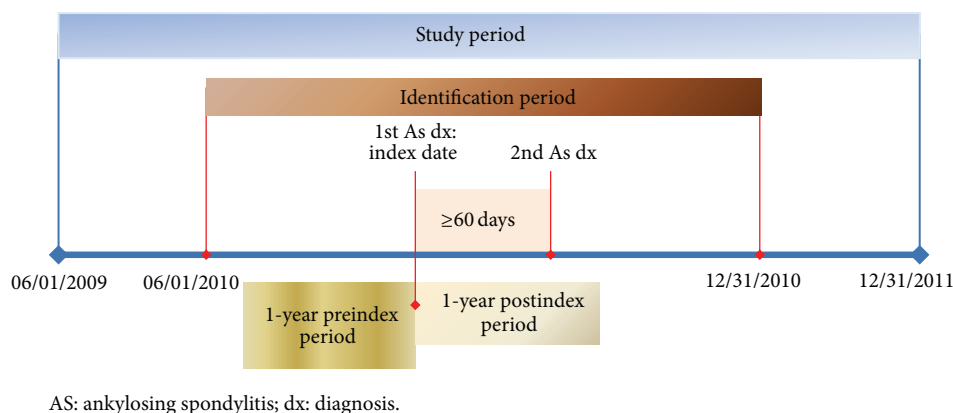 Study period
Identification period
1st As dx:
index date
2nd As dx
≥60 days
06/01/2009
06/01/2010
12/31/2010
12/31/2011
1-year preindex
period
1-year postindex
period
AS: ankylosing spondylitis; dx: diagnosis.